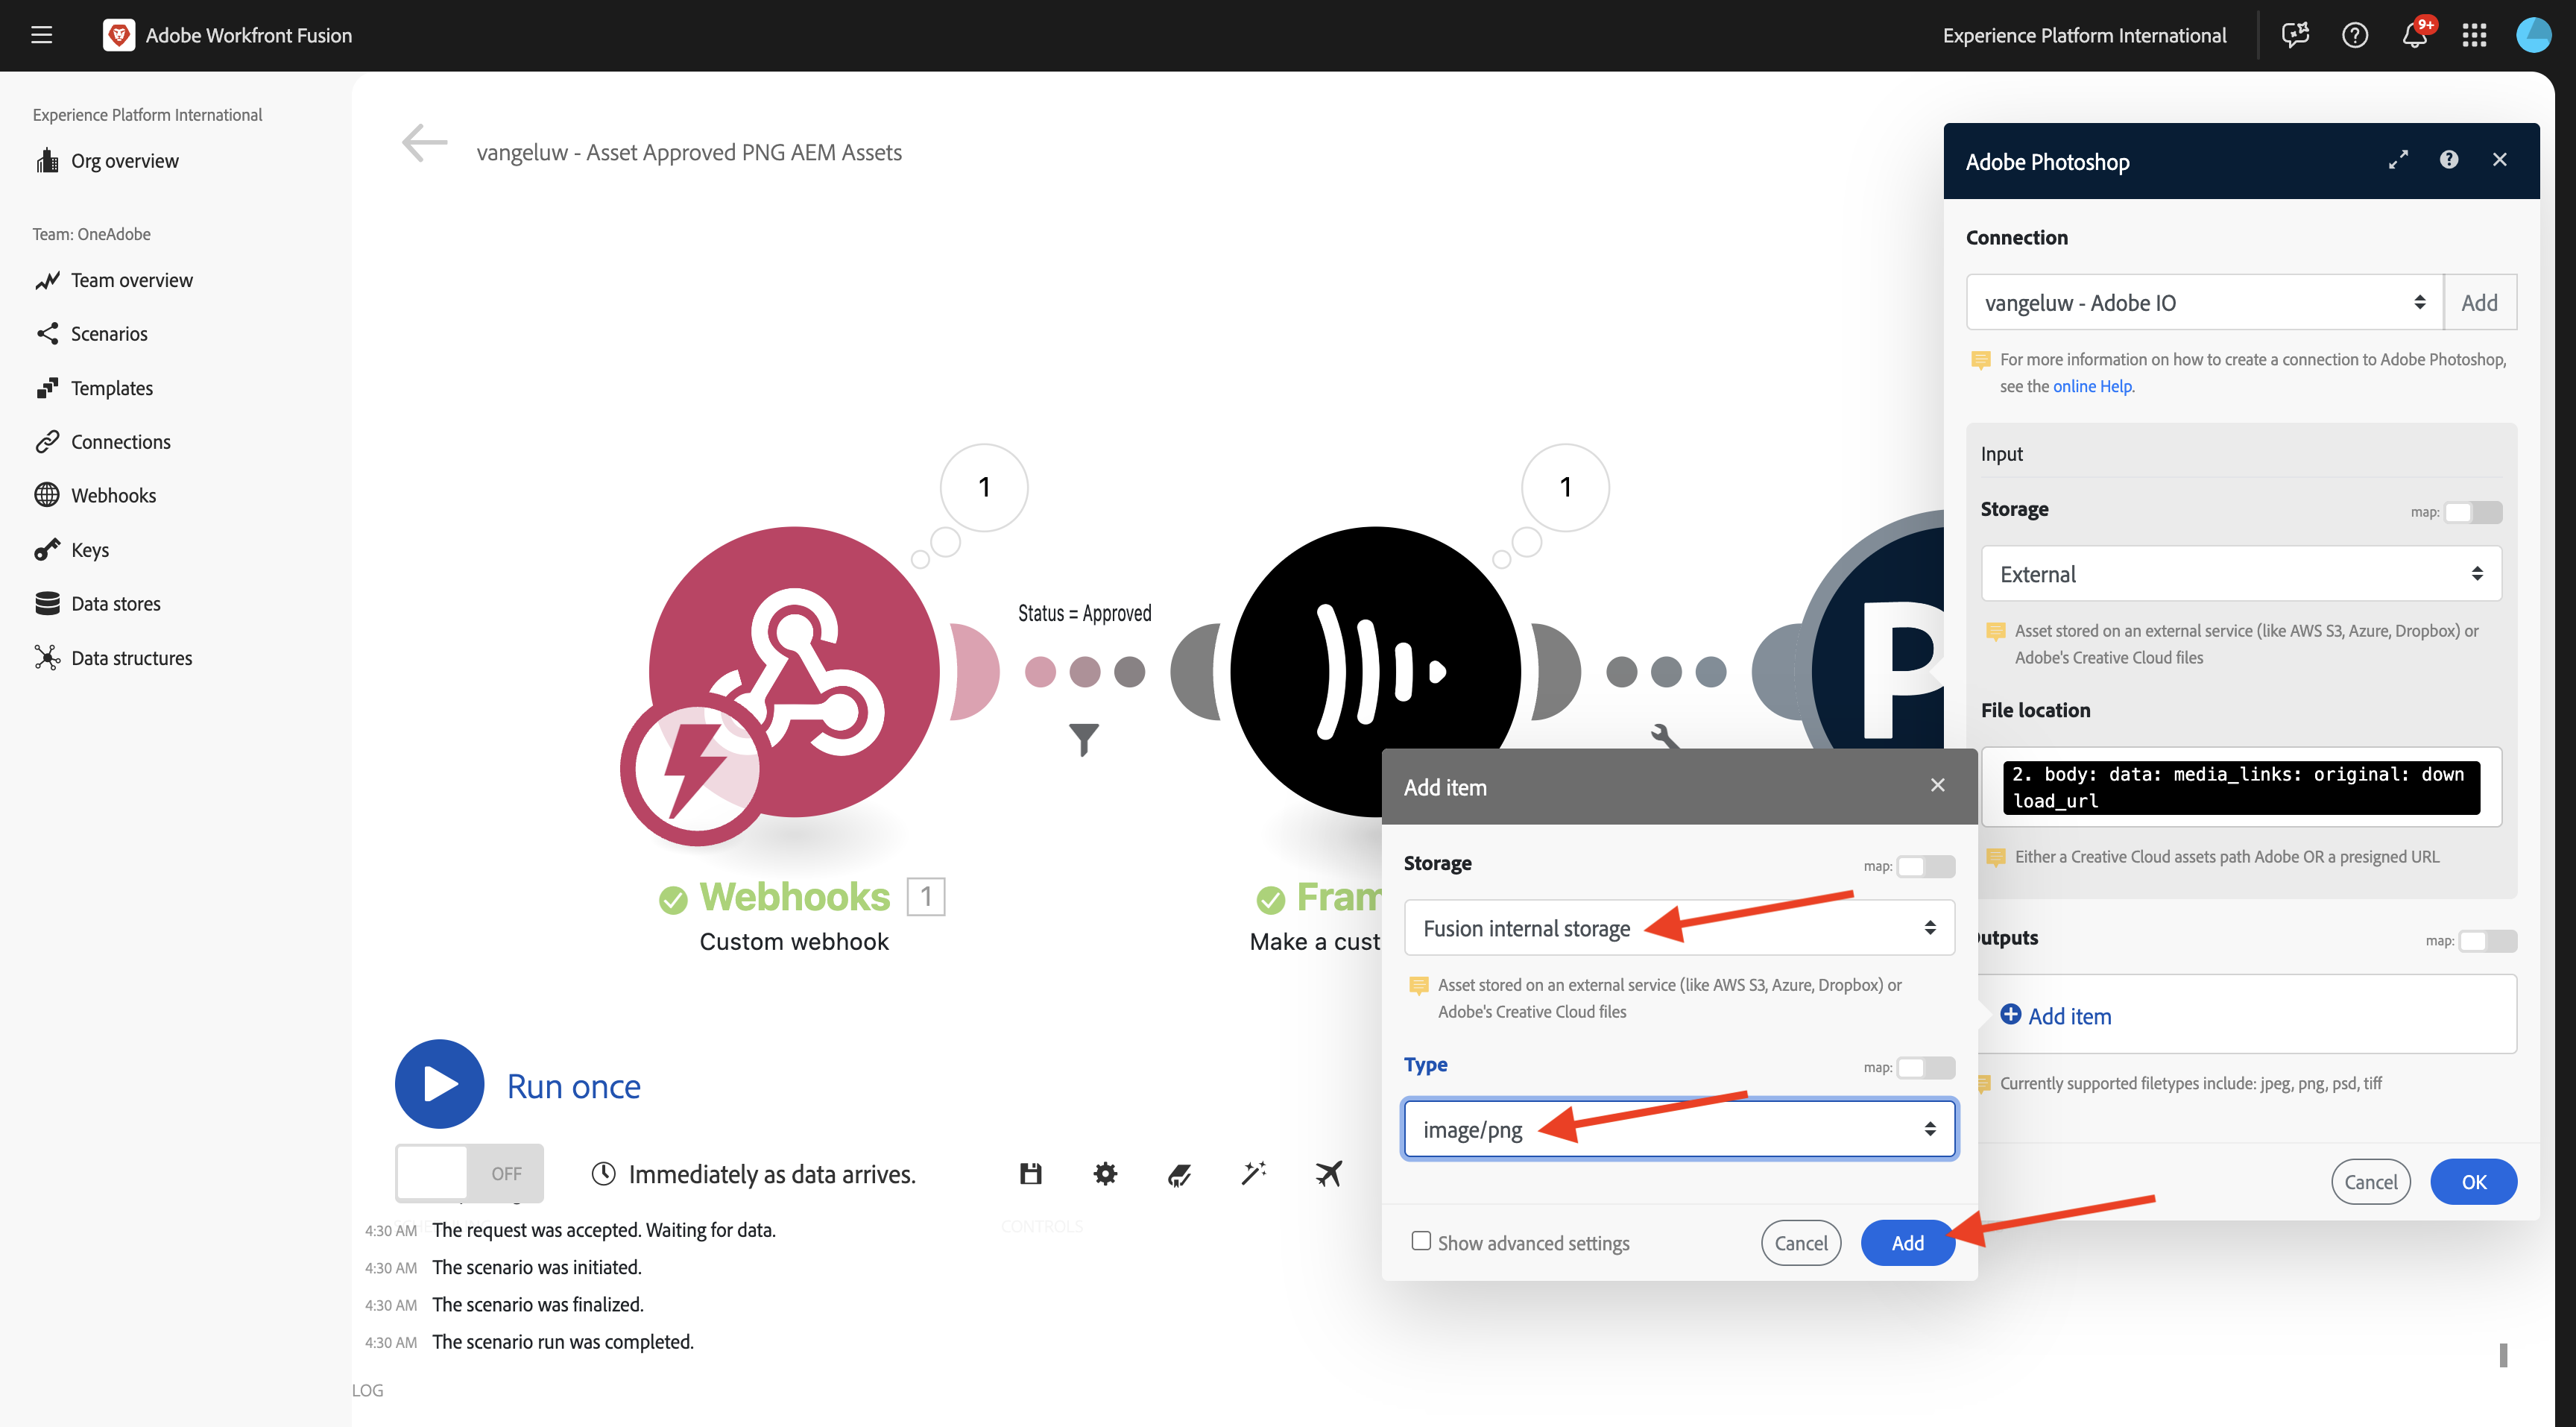 Adobe Workfront Fusion
Experience Platform International
9+
Experience Platform International
Org overview
Team: OneAdobe
Team overview
Scenarios
Templates
Connections
Webhooks
Keys
Data stores
Data structures
vangeluw - Asset Approved PNG AEM Assets
1
1
Status = Approved
Webhooks 1
Custom webhook
Fram
Make a cust
P
Run once
OFF
Immediately as data arrives.
CONTROLS
4:30 AM The request was accepted. Waiting for data.
4:30 AM The scenario was initiated.
4:30 AM The scenario was finalized.
4:30 AM The scenario run was completed.
LOG
Add item
Storage
map:
Fusion internal storage
Asset stored on an external service (like AWS S3, Azure, Dropbox) or
Adobe's Creative Cloud files
Type
map:
image/png
Show advanced settings
Cancel
Add
Adobe Photoshop
Connection
vangeluw - Adobe IO
Add
For more information on how to create a connection to Adobe Photoshop,
see the online Help.
Input
Storage
map:
External
Asset stored on an external service (like AWS S3, Azure, Dropbox) or
Adobe's Creative Cloud files
File location
2. body: data: media_links: original: down
load_url
Either a Creative Cloud assets path Adobe OR a presigned URL
utputs
map:
Add item
Currently supported filetypes include: jpeg, png, psd, tiff
Cancel
OK